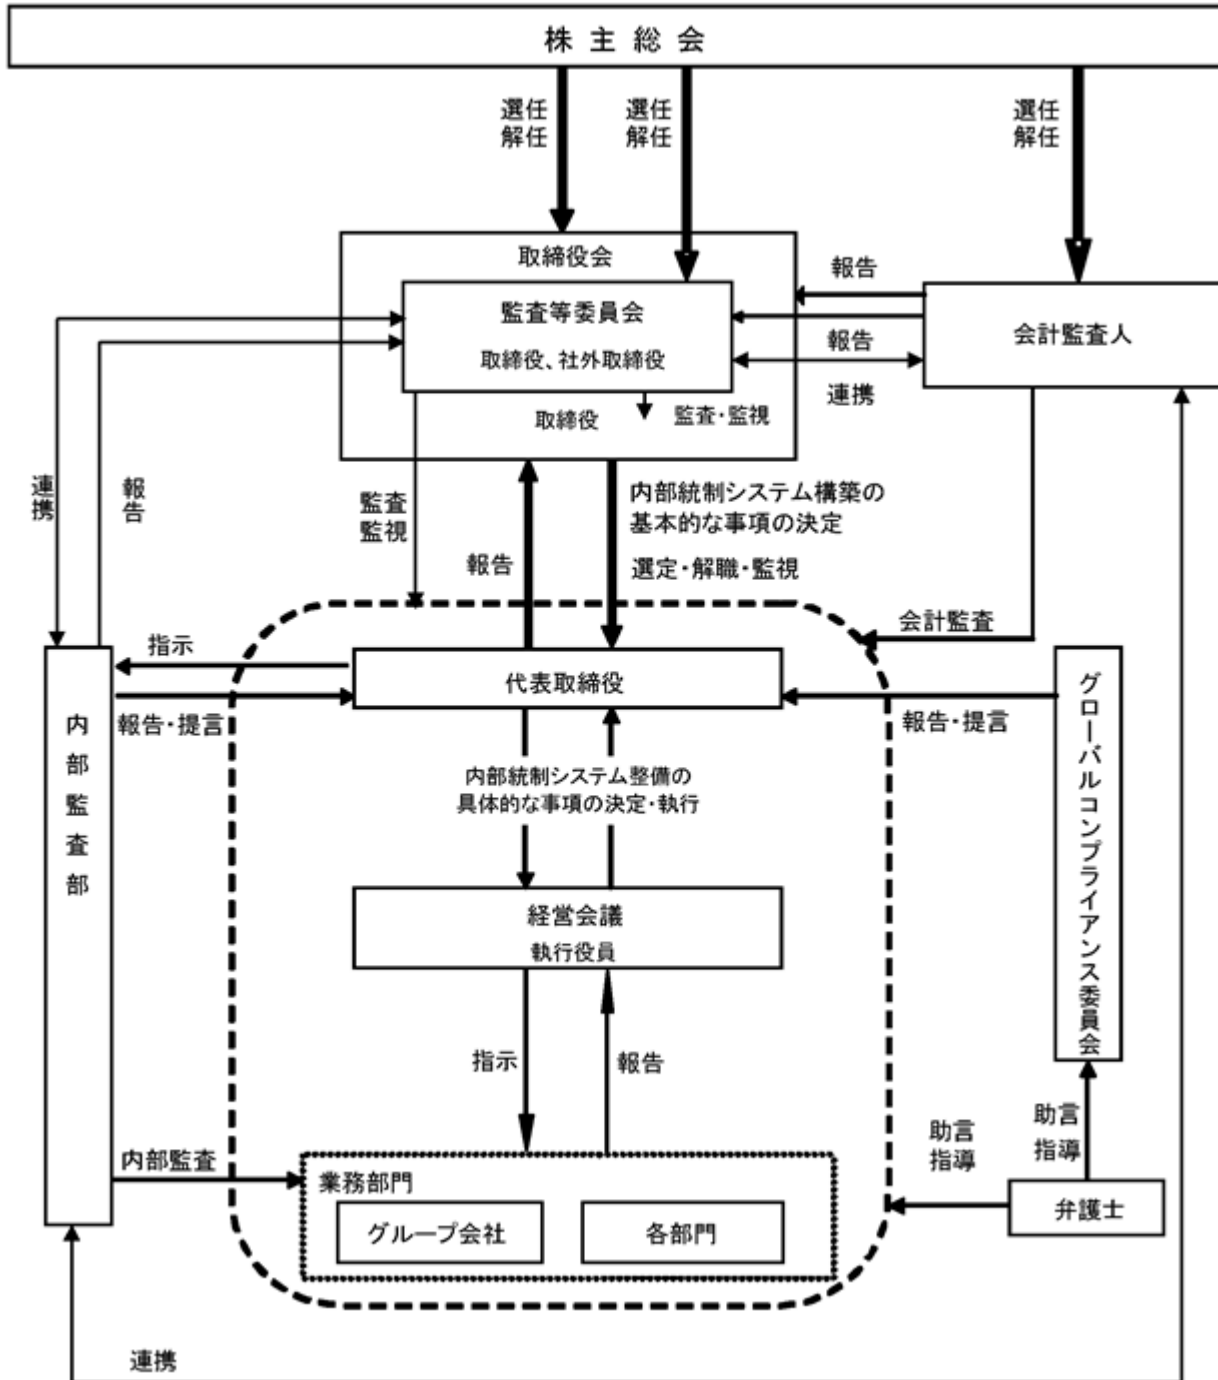 株主総会
選任
解任
選任
解任
選任
解任
取締役会
監査等委員会
取締役、社外取締役
取締役
監査・監視
報告
報告
連携
会計監査人
連携
報告
監査
監視
報告
内部統制システム構築の
基本的な事項の決定
選定・解職・監視
会計監査
指示
報告・提言
代表取締役
報告・提言
内部監査部
グローバルコンプライアンス委員会
内部統制システム整備の
具体的な事項の決定・執行
経営会議
執行役員
指示
報告
内部監査
業務部門
グループ会社
各部門
助言
指導
助言
指導
弁護士
連携